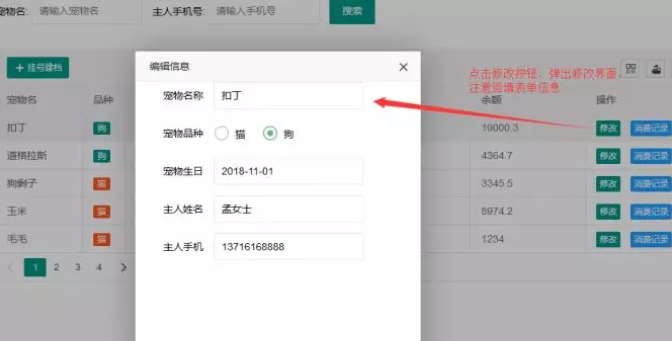 宠物名: 请输入宠物名 主人手机号: 请输入手机号 搜索
+ 挂号建档
编辑信息
点击修改按钮，弹出修改界面，
注意回填表单信息
宠物名 品种 余额 操作
宠物名称 扣丁
扣丁 狗 10000.3 修改 消费记录
宠物品种 猫 狗
道格拉斯 狗 4364.7 修改 消费记录
宠物生日 2018-11-01
狗剩子 猫 3345.5 修改 消费记录
主人姓名 孟女士
玉米 猫 8974.2 修改 消费记录
主人手机 13716168888
毛毛 猫 1234 修改 消费记录
1 2 3 4